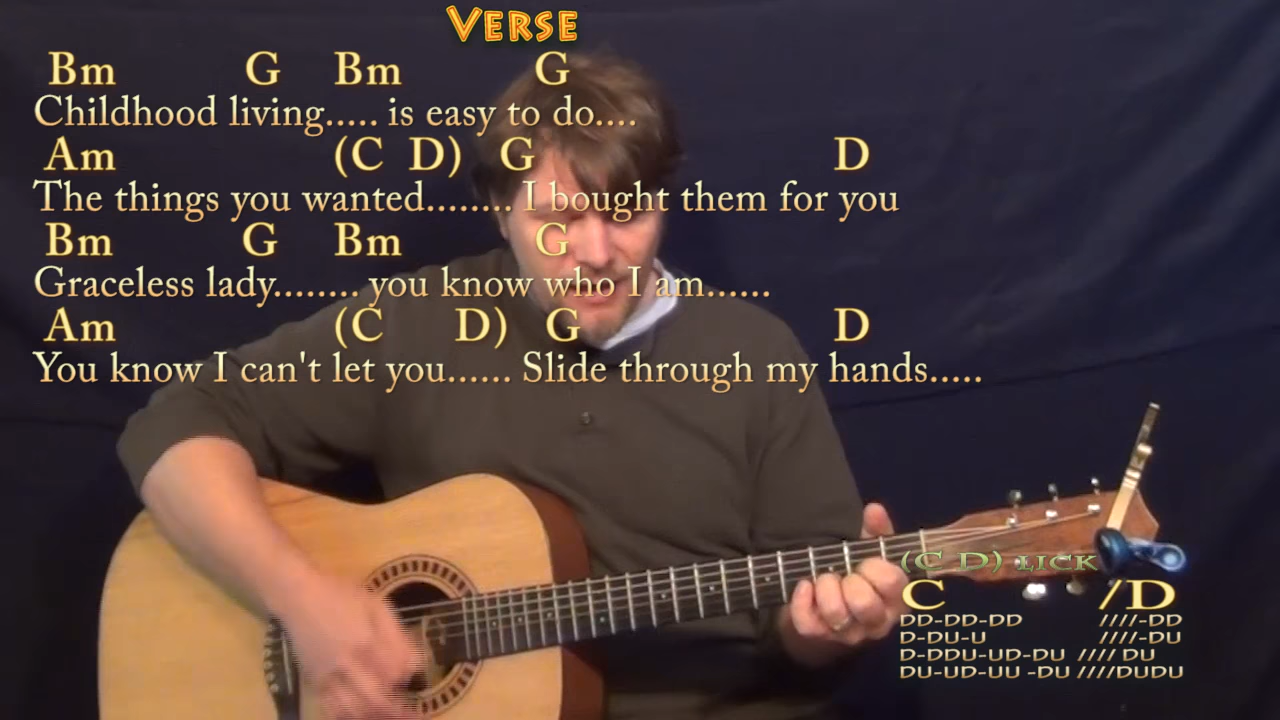 VERSE
Bm G Bm G
Childhood living..... is easy to do....
Am (C D) G D
The things you wanted........ I bought them for you
Bm G Bm G
Graceless lady........ you know who I am......
Am (C D) G D
You know I can't let you...... Slide through my hands.....
(C D) LICK
C /D
DD-DD-DD ////-DD
D-DU-U ////-DU
D-DDU-UD-DU //// DU
DU-UD-UU -DU ////DUDU